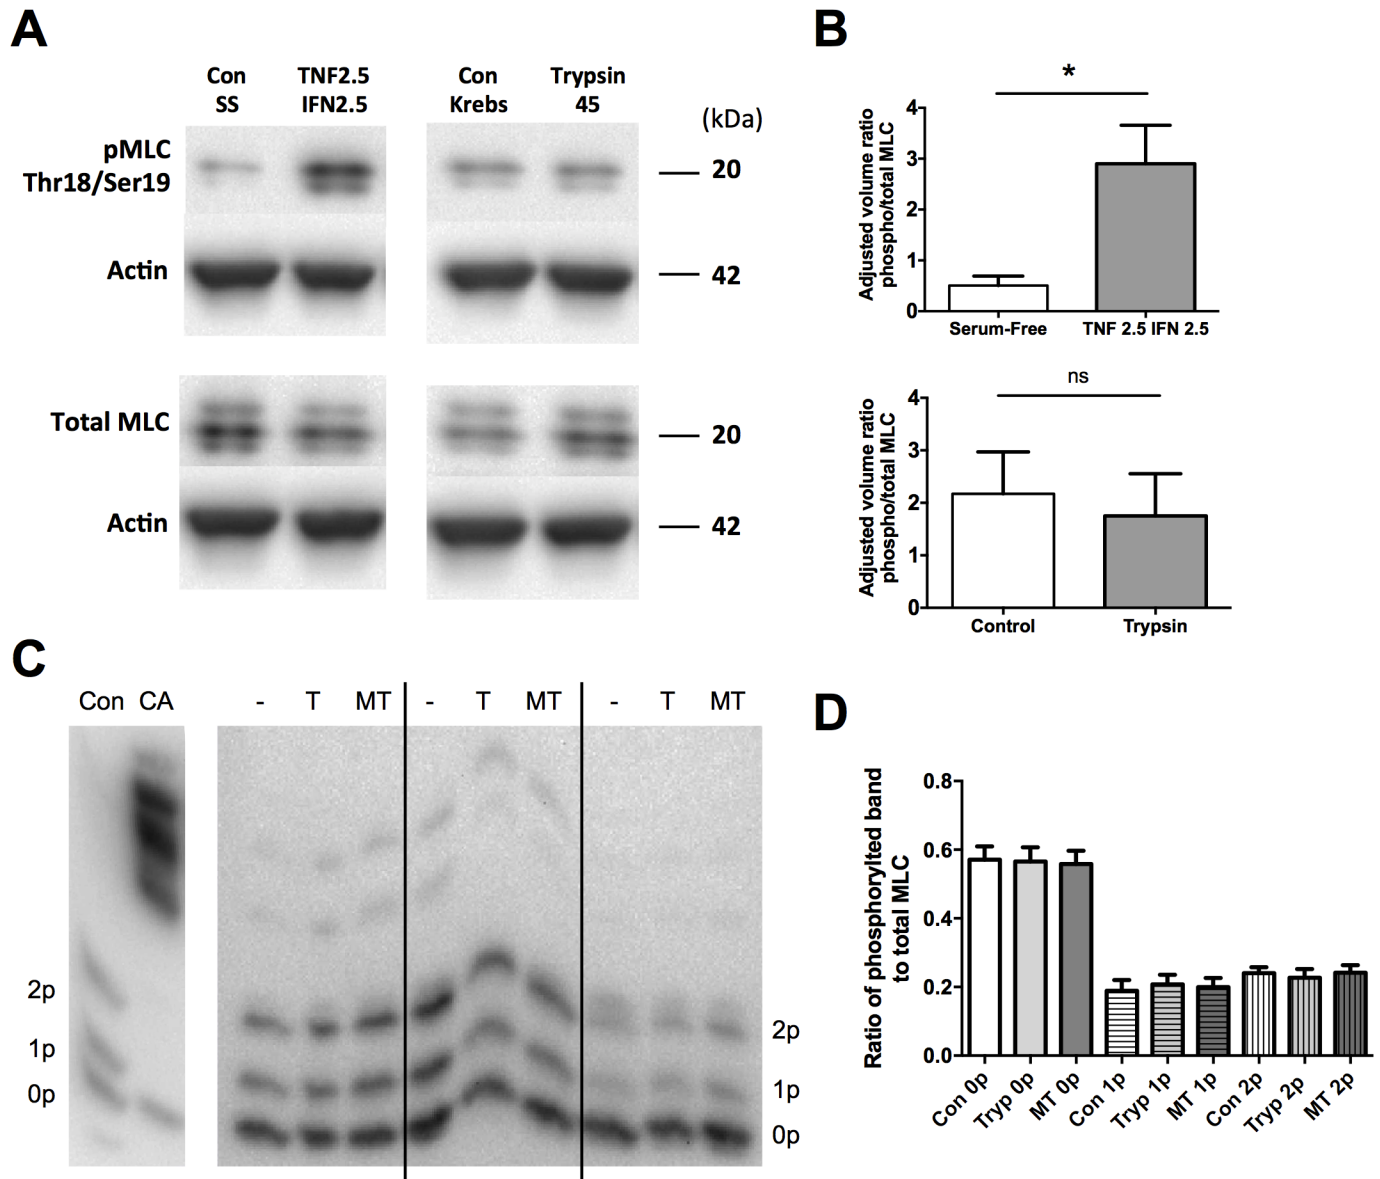 A
Con TNF2.5 Con Trypsin
SS IFN2.5 Krebs 45
(kDa)
pMLC
Thr18/Ser19
20
Actin
42
Total MLC
20
Actin
42
B
*
Adjusted volume ratio
phospho/total MLC
4
3
2
1
0
Serum-Free TNF 2.5 IFN 2.5
ns
Adjusted volume ratio
phospho/total MLC
4
3
2
1
0
Control Trypsin
C
Con CA - T MT - T MT - T MT
2p
1p
0p
2p
1p
0p
D
Ratio of phosphorylted band
to total MLC
0.8
0.6
0.4
0.2
0.0
Con 0p
Tryp 0p
MT 0p
Con 1p
Tryp 1p
MT 1p
Con 2p
Tryp 2p
MT 2p